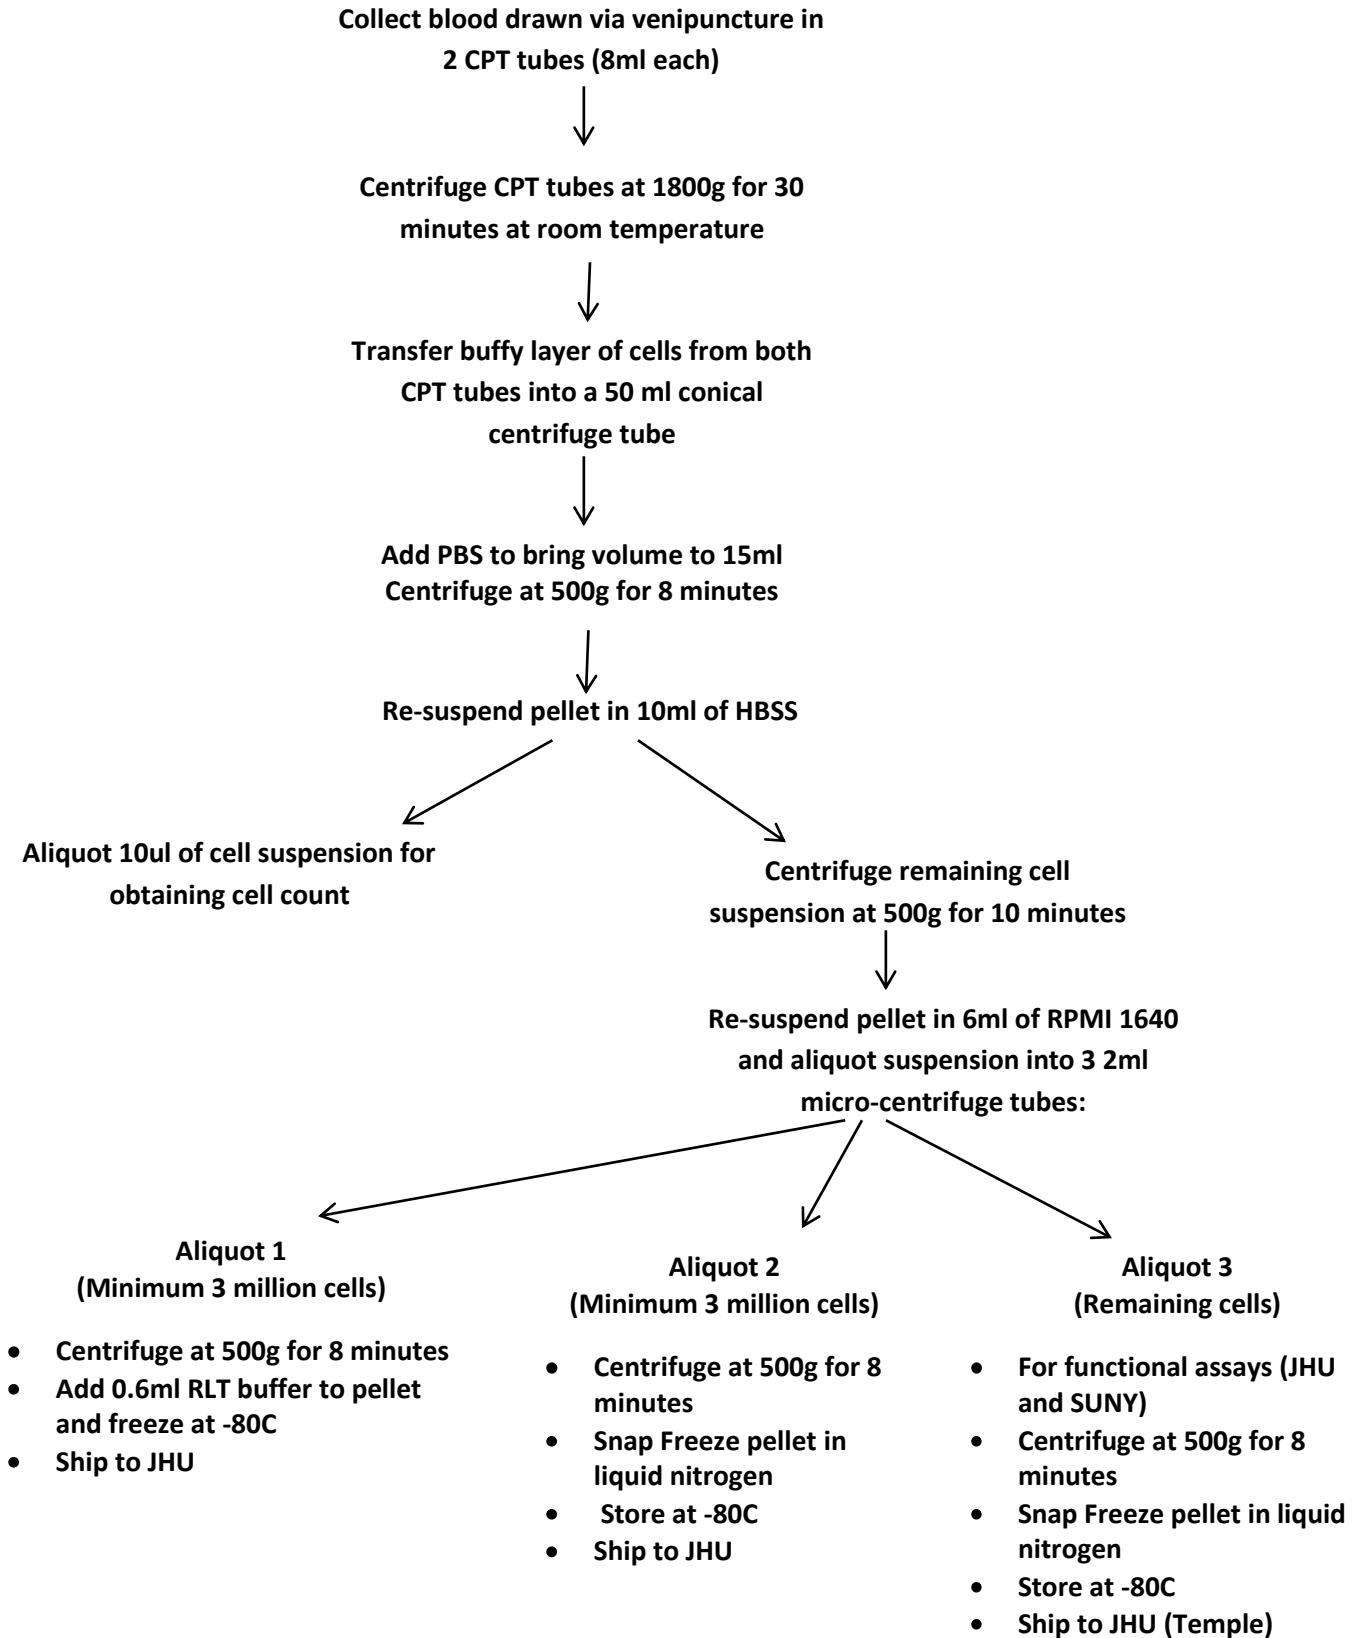 Collect blood drawn via venipuncture in
2 CPT tubes (8ml each)
Centrifuge CPT tubes at 1800g for 30
minutes at room temperature
Transfer buffy layer of cells from both
CPT tubes into a 50 ml conical
centrifuge tube
Add PBS to bring volume to 15ml
Centrifuge at 500g for 8 minutes
Re-suspend pellet in 10ml of HBSS
Aliquot 10ul of cell suspension for
obtaining cell count
Centrifuge remaining cell
suspension at 500g for 10 minutes
Re-suspend pellet in 6ml of RPMI 1640
and aliquot suspension into 3 2ml
micro-centrifuge tubes:
Aliquot 1
(Minimum 3 million cells)
• Centrifuge at 500g for 8 minutes
• Add 0.6ml RLT buffer to pellet
and freeze at -80C
• Ship to JHU
Aliquot 2
(Minimum 3 million cells)
• Centrifuge at 500g for 8
minutes
• Snap Freeze pellet in
liquid nitrogen
• Store at -80C
• Ship to JHU
Aliquot 3
(Remaining cells)
• For functional assays (JHU
and SUNY)
• Centrifuge at 500g for 8
minutes
• Snap Freeze pellet in liquid
nitrogen
• Store at -80C
• Ship to JHU (Temple)